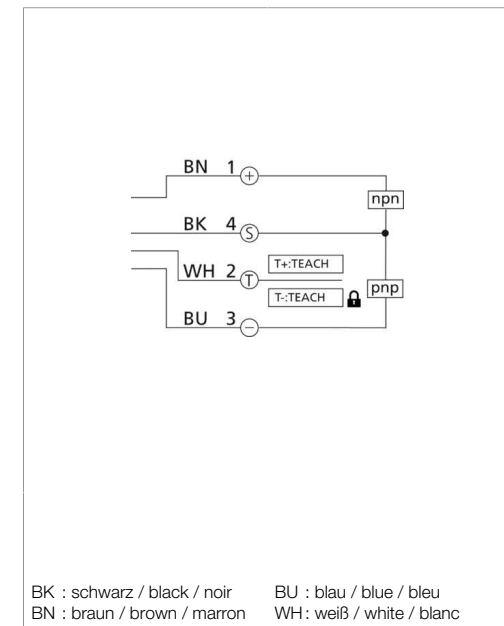 BN 1 +
npn
BK 4 S
T+:TEACH
WH 2 T
T-:TEACH
pnp
BU 3 −
BK : schwarz / black / noir BU : blau / blue / bleu
BN : braun / brown / marron WH : weiß / white / blanc